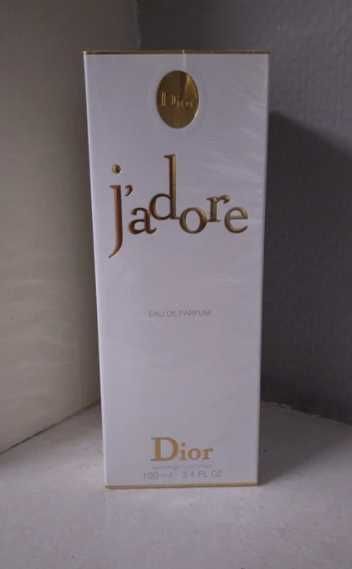 Dior
j'adore
EAU DE PARFUM
Dior
100 ml - 3.4 FL OZ